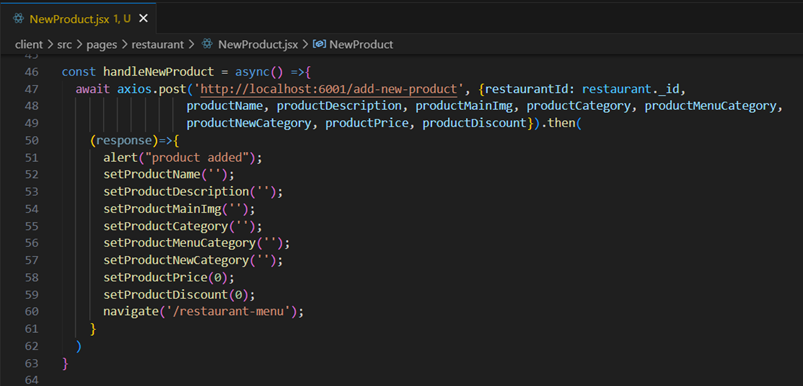 NewProduct.jsx 1, U ✕
client > src > pages > restaurant > NewProduct.jsx > NewProduct
45
46 const handleNewProduct = async() =>{
47 await axios.post('http://localhost:6001/add-new-product', {restaurantId: restaurant._id,
48 productName, productDescription, productMainImg, productCategory, productMenuCategory,
49 productNewCategory, productPrice, productDiscount}).then(
50 (response)=>{
51 alert("product added");
52 setProductName('');
53 setProductDescription('');
54 setProductMainImg('');
55 setProductCategory('');
56 setProductMenuCategory('');
57 setProductNewCategory('');
58 setProductPrice(0);
59 setProductDiscount(0);
60 navigate('/restaurant-menu');
61 }
62 )
63 }
64